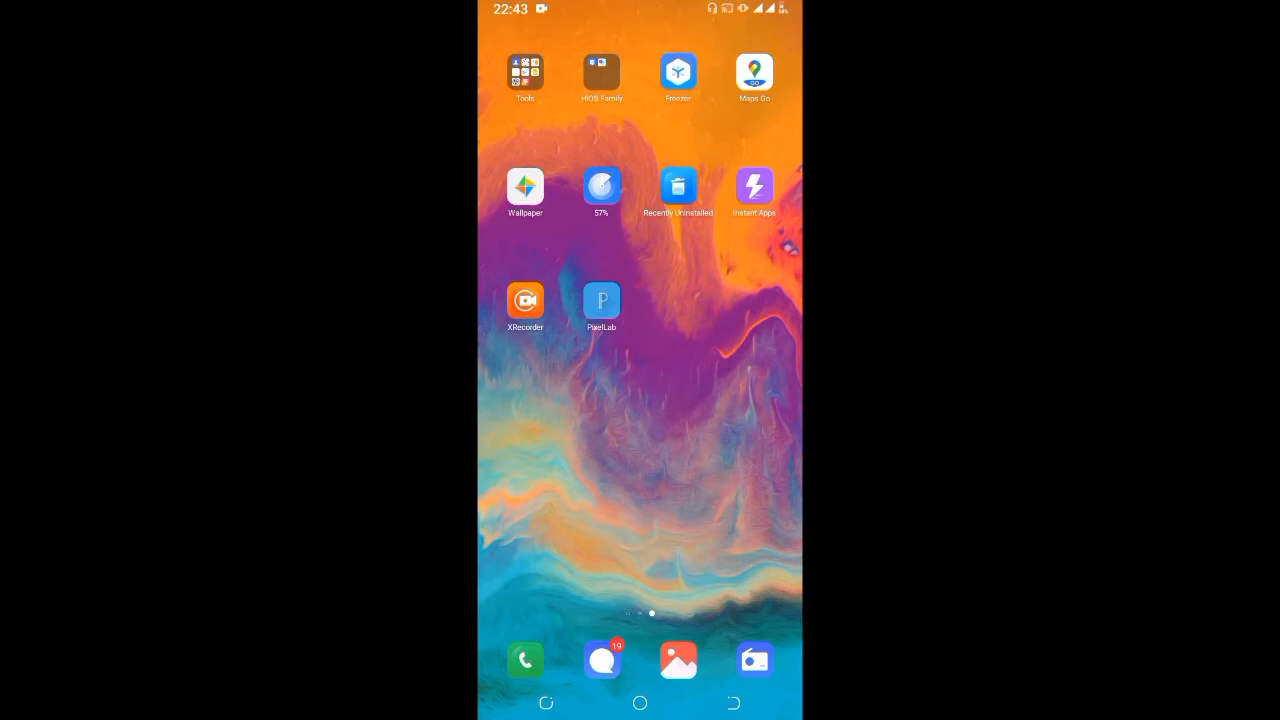 22:43
Tools
HiOS Family
Freezer
Maps Go
Wallpaper
57%
Recently Uninstalled
Instant Apps
XRecorder
P
PixelLab
19